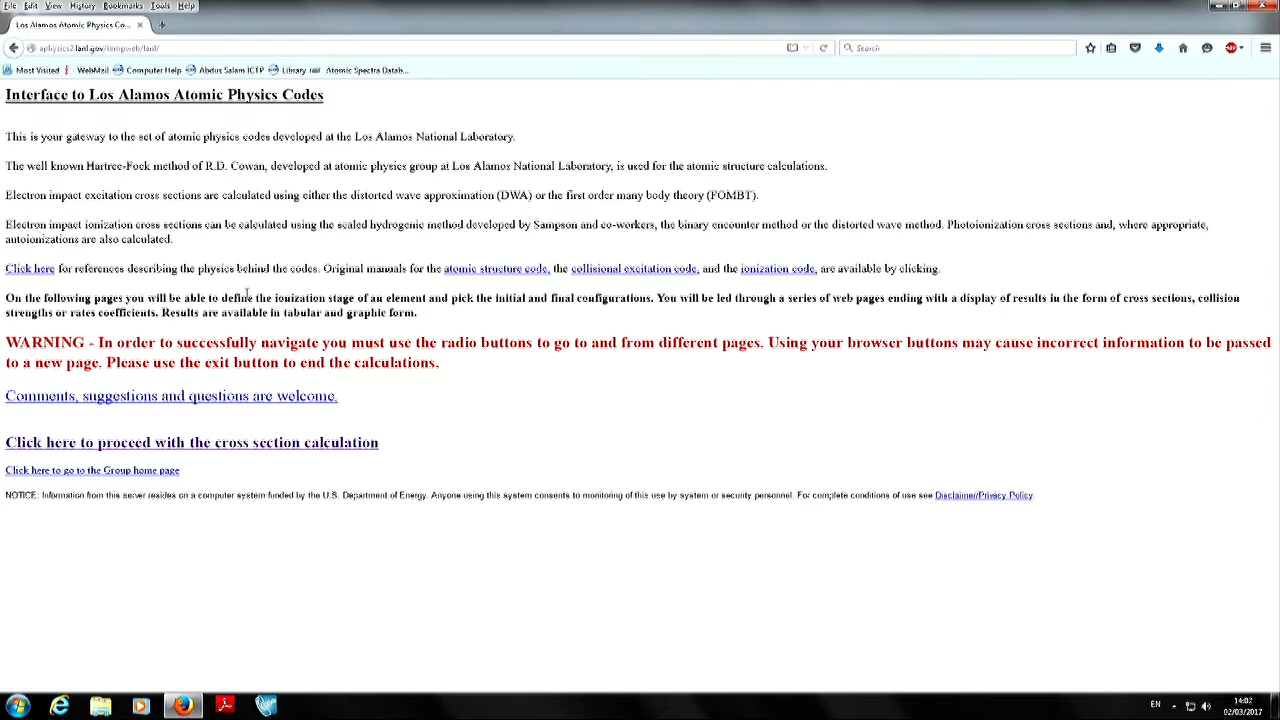 File Edit View History Bookmarks Tools Help
Los Alamos Atomic Physics Co...
aphysics2.lanl.gov/tempweb/lanl/
Search
Most Visited WebMail Computer Help Abdus Salam ICTP Library Atomic Spectra Datab...
Interface to Los Alamos Atomic Physics Codes
This is your gateway to the set of atomic physics codes developed at the Los Alamos National Laboratory.
The well known Hartree-Fock method of R.D. Cowan, developed at atomic physics group at Los Alamos National Laboratory, is used for the atomic structure calculations.
Electron impact excitation cross sections are calculated using either the distorted wave approximation (DWA) or the first order many body theory (FOMBT).
Electron impact ionization cross sections can be calculated using the scaled hydrogenic method developed by Sampson and co-workers, the binary encounter method or the distorted wave method. Photoionization cross sections and, where appropriate,
autoionizations are also calculated.
Click here for references describing the physics behind the codes. Original manuals for the atomic structure code, the collisional excitation code, and the ionization code, are available by clicking.
On the following pages you will be able to define the ionization stage of an element and pick the initial and final configurations. You will be led through a series of web pages ending with a display of results in the form of cross sections, collision
strengths or rates coefficients. Results are available in tabular and graphic form.
WARNING - In order to successfully navigate you must use the radio buttons to go to and from different pages. Using your browser buttons may cause incorrect information to be passed
to a new page. Please use the exit button to end the calculations.
Comments, suggestions and questions are welcome.
Click here to proceed with the cross section calculation
Click here to go to the Group home page
NOTICE: Information from this server resides on a computer system funded by the U.S. Department of Energy. Anyone using this system consents to monitoring of this use by system or security personnel. For complete conditions of use see Disclaimer/Privacy Policy.
EN
14:02
02/03/2017